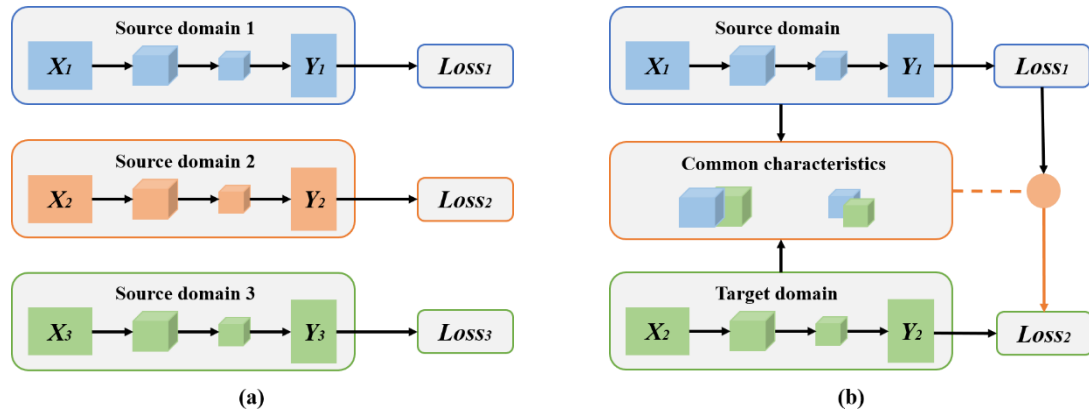 Source domain 1
X1 Y1 Loss1
Source domain 2
X2 Y2 Loss2
Source domain 3
X3 Y3 Loss3
(a)
Source domain
X1 Y1 Loss1
Common characteristics
Target domain
X2 Y2 Loss2
(b)